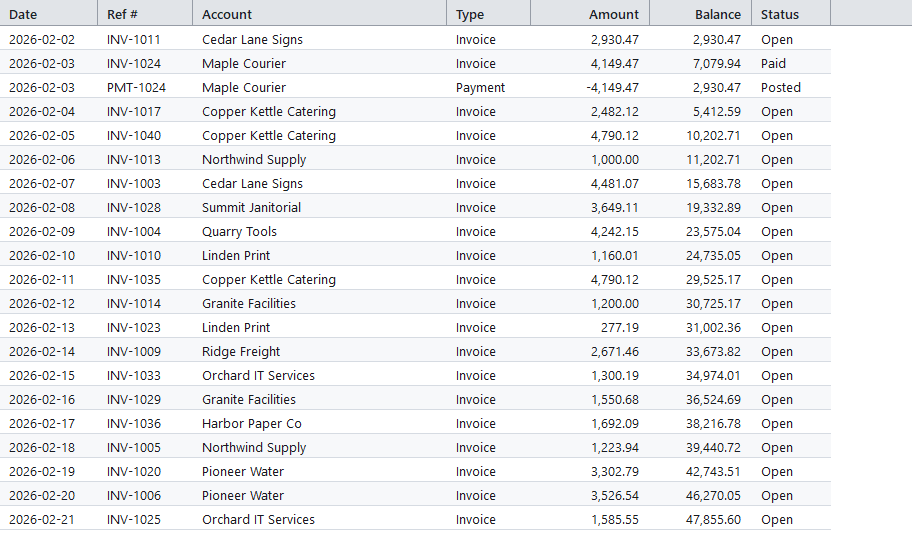 Date Ref # Account Type Amount Balance Status
2026-02-02 INV-1011 Cedar Lane Signs Invoice 2,930.47 2,930.47 Open
2026-02-03 INV-1024 Maple Courier Invoice 4,149.47 7,079.94 Paid
2026-02-03 PMT-1024 Maple Courier Payment -4,149.47 2,930.47 Posted
2026-02-04 INV-1017 Copper Kettle Catering Invoice 2,482.12 5,412.59 Open
2026-02-05 INV-1040 Copper Kettle Catering Invoice 4,790.12 10,202.71 Open
2026-02-06 INV-1013 Northwind Supply Invoice 1,000.00 11,202.71 Open
2026-02-07 INV-1003 Cedar Lane Signs Invoice 4,481.07 15,683.78 Open
2026-02-08 INV-1028 Summit Janitorial Invoice 3,649.11 19,332.89 Open
2026-02-09 INV-1004 Quarry Tools Invoice 4,242.15 23,575.04 Open
2026-02-10 INV-1010 Linden Print Invoice 1,160.01 24,735.05 Open
2026-02-11 INV-1035 Copper Kettle Catering Invoice 4,790.12 29,525.17 Open
2026-02-12 INV-1014 Granite Facilities Invoice 1,200.00 30,725.17 Open
2026-02-13 INV-1023 Linden Print Invoice 277.19 31,002.36 Open
2026-02-14 INV-1009 Ridge Freight Invoice 2,671.46 33,673.82 Open
2026-02-15 INV-1033 Orchard IT Services Invoice 1,300.19 34,974.01 Open
2026-02-16 INV-1029 Granite Facilities Invoice 1,550.68 36,524.69 Open
2026-02-17 INV-1036 Harbor Paper Co Invoice 1,692.09 38,216.78 Open
2026-02-18 INV-1005 Northwind Supply Invoice 1,223.94 39,440.72 Open
2026-02-19 INV-1020 Pioneer Water Invoice 3,302.79 42,743.51 Open
2026-02-20 INV-1006 Pioneer Water Invoice 3,526.54 46,270.05 Open
2026-02-21 INV-1025 Orchard IT Services Invoice 1,585.55 47,855.60 Open